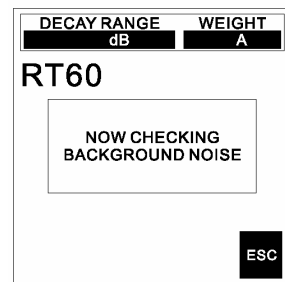 DECAY RANGE WEIGHT
dB A
RT60
NOW CHECKING
BACKGROUND NOISE
ESC